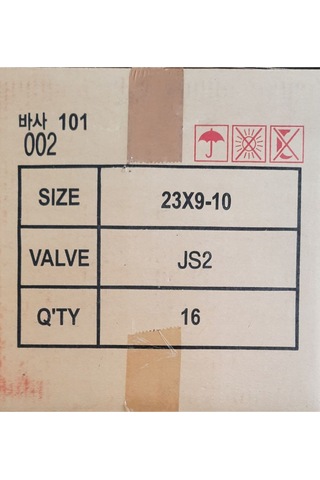 바사 101
002
SIZE 23X9-10
VALVE JS2
Q'TY 16